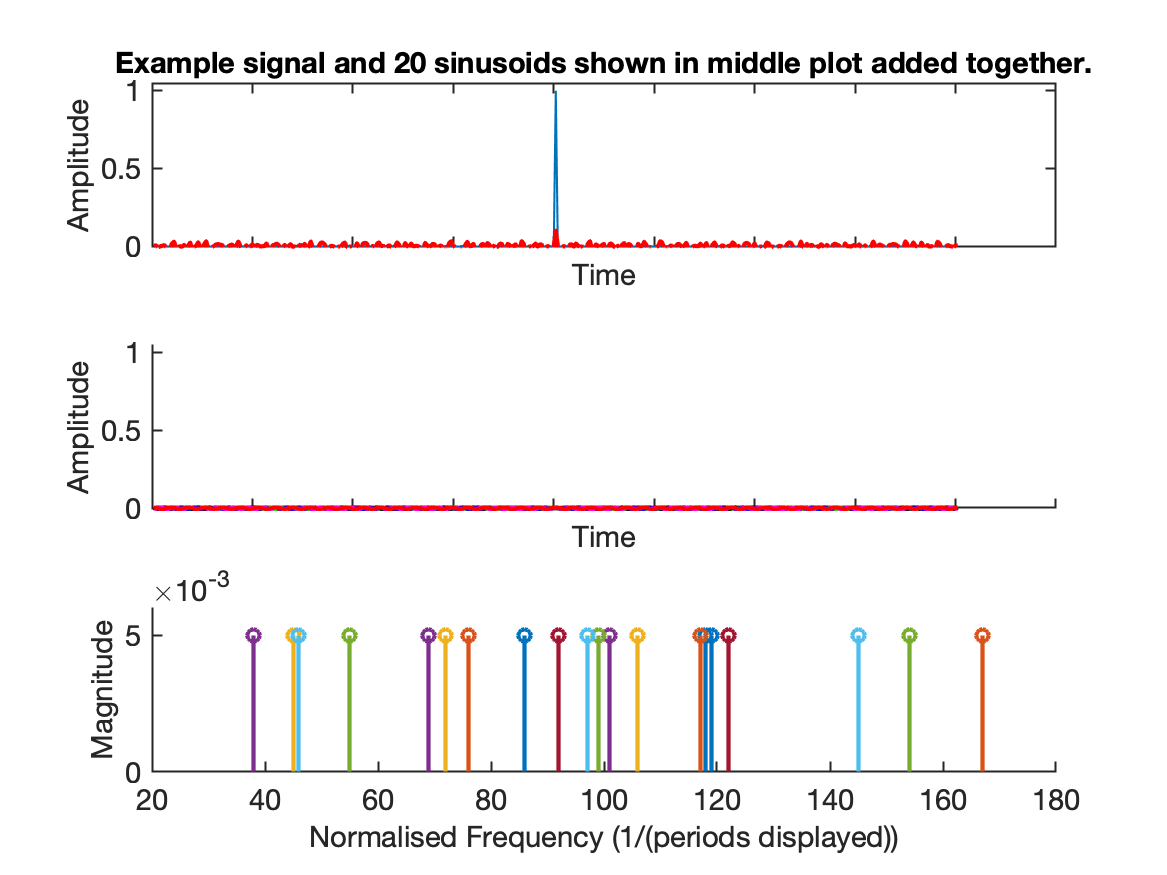 Example signal and 20 sinusoids shown in middle plot added together.
1
0.5
0
Amplitude
Time
1
0.5
0
Amplitude
Time
×10-3
5
0
Magnitude
20 40 60 80 100 120 140 160 180
Normalised Frequency (1/(periods displayed))